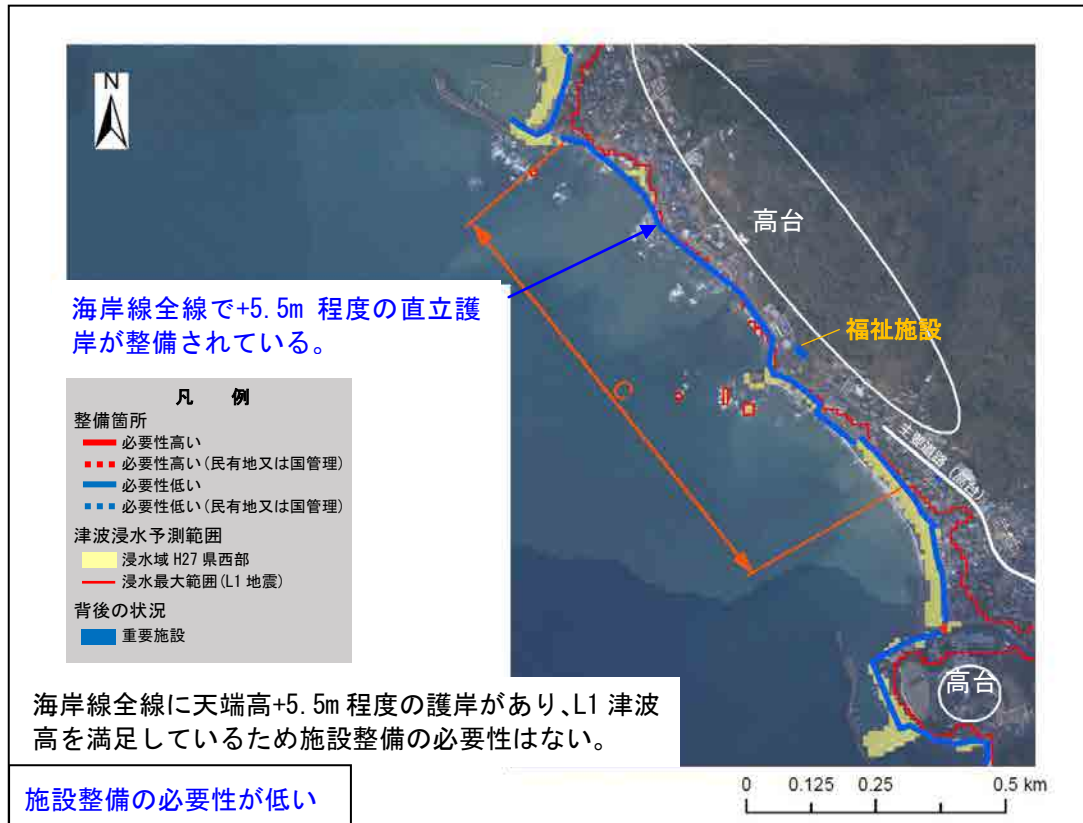 N
高台
海岸線全線で+5.5m 程度の直立護
岸が整備されている。
福祉施設
C
主要道路(高台)
凡 例
整備箇所
必要性高い
必要性高い(民有地又は国管理)
必要性低い
必要性低い(民有地又は国管理)
津波浸水予測範囲
浸水域 H27 県西部
浸水最大範囲(L1 地震)
背後の状況
重要施設
高台
海岸線全線に天端高+5.5m 程度の護岸があり、L1 津波
高を満足しているため施設整備の必要性はない。
施設整備の必要性が低い
0 0.125 0.25 0.5 km